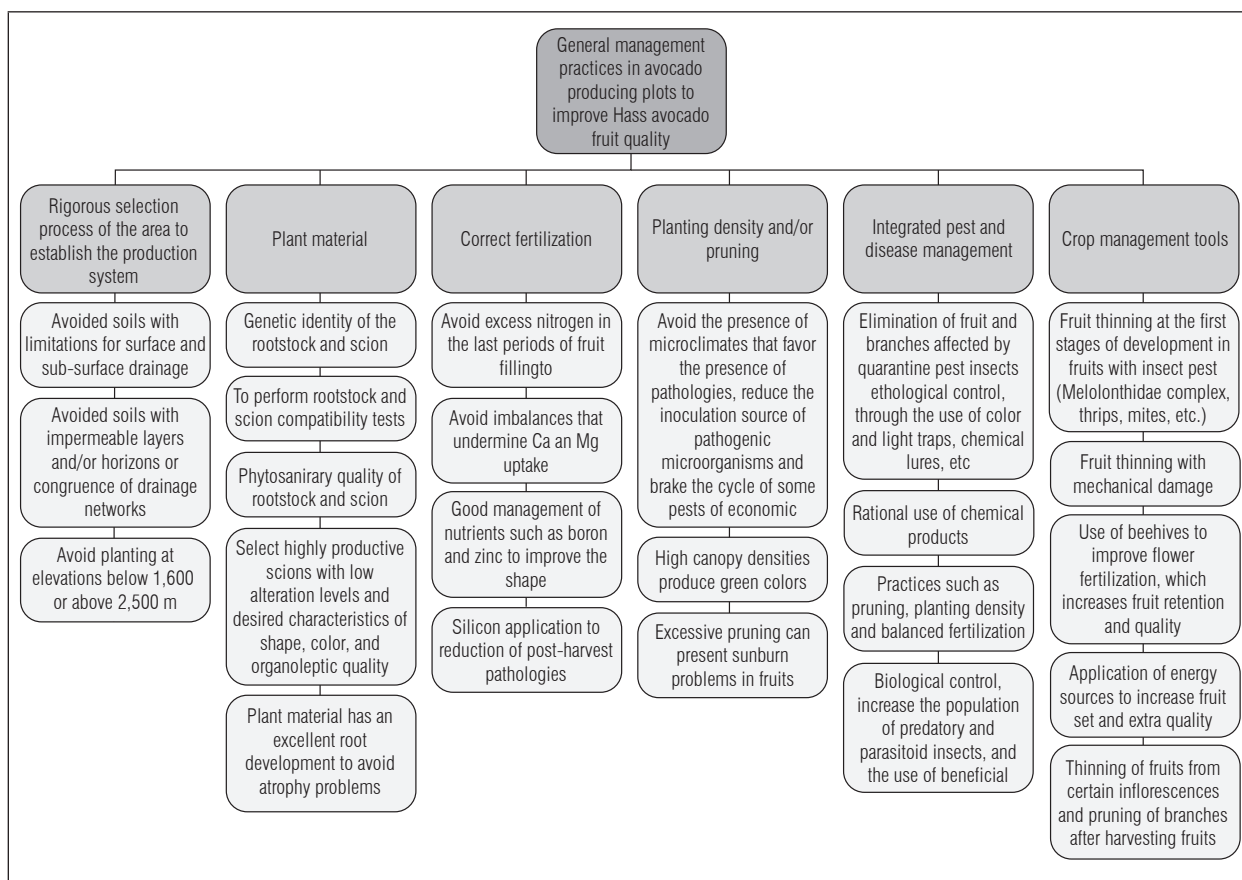 General management
practices in avocado
producing plots to
improve Hass avocado
fruit quality
Rigorous selection
process of the area to
establish the production
system
Avoided soils with
limitations for surface and
sub-surface drainage
Avoided soils with
impermeable layers
and/or horizons or
congruence of drainage
networks
Avoid planting at
elevations below 1,600
or above 2,500 m
Plant material
Genetic identity of the
rootstock and scion
To perform rootstock and
scion compatibility tests
Phytosanirary quality of
rootstock and scion
Select highly productive
scions with low
alteration levels and
desired characteristics of
shape, color, and
organoleptic quality
Plant material has an
excellent root
development to avoid
atrophy problems
Correct fertilization
Avoid excess nitrogen in
the last periods of fruit
fillingto
Avoid imbalances that
undermine Ca an Mg
uptake
Good management of
nutrients such as boron
and zinc to improve the
shape
Silicon application to
reduction of post-harvest
pathologies
Planting density and/or
pruning
Avoid the presence of
microclimates that favor
the presence of
pathologies, reduce the
inoculation source of
pathogenic
microorganisms and
brake the cycle of some
pests of economic
High canopy densities
produce green colors
Excessive pruning can
present sunburn
problems in fruits
Integrated pest and
disease management
Elimination of fruit and
branches affected by
quarantine pest insects
ethological control,
through the use of color
and light traps, chemical
lures, etc
Rational use of chemical
products
Practices such as
pruning, planting density
and balanced fertilization
Biological control,
increase the population
of predatory and
parasitoid insects, and
the use of beneficial
Crop management tools
Fruit thinning at the first
stages of development in
fruits with insect pest
(Melolonthidae complex,
thrips, mites, etc.)
Fruit thinning with
mechanical damage
Use of beehives to
improve flower
fertilization, which
increases fruit retention
and quality
Application of energy
sources to increase fruit
set and extra quality
Thinning of fruits from
certain inflorescences
and pruning of branches
after harvesting fruits